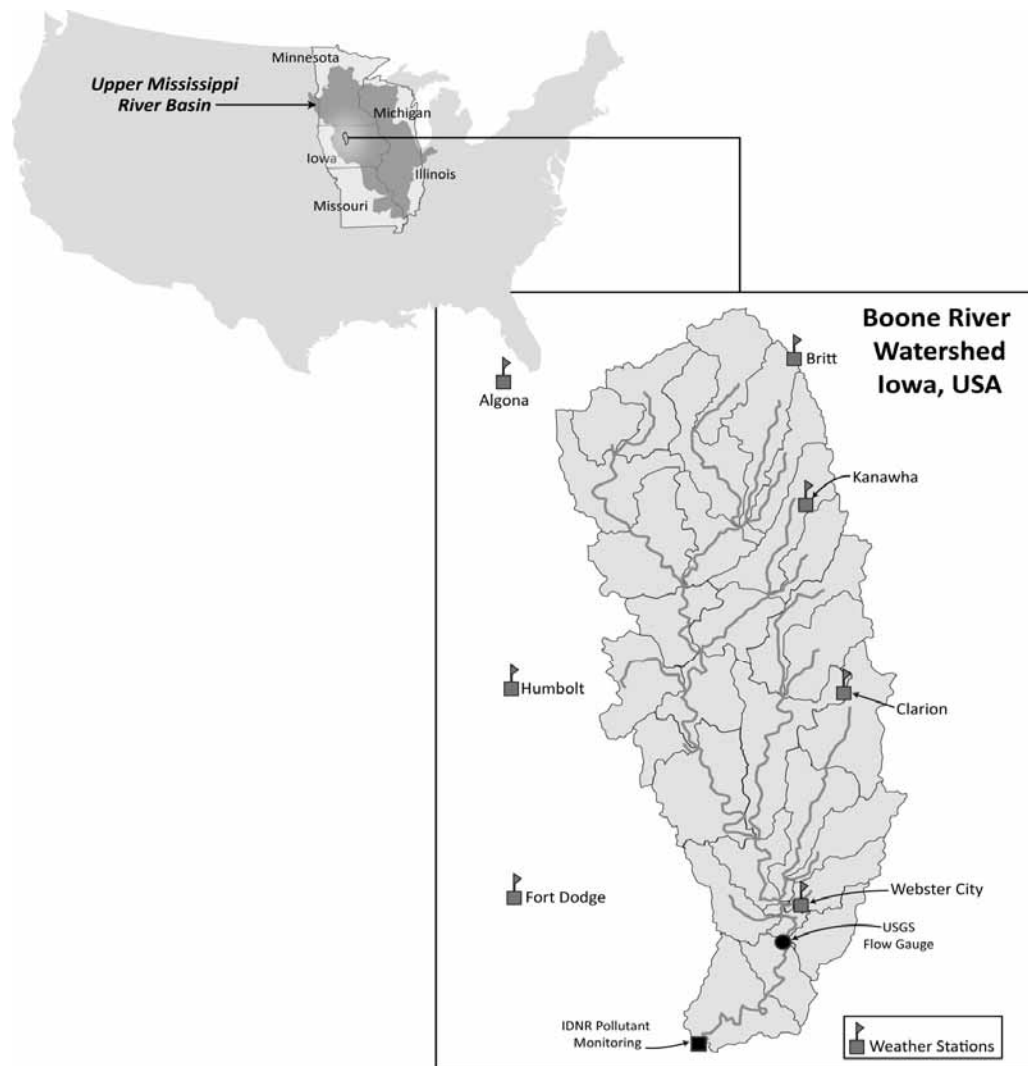 Minnesota
Upper Mississippi
River Basin
Michigan
Iowa
Illinois
Missouri
Boone River
Watershed
Iowa, USA
Britt
Algona
Kanawha
Humbolt
Clarion
Fort Dodge
Webster City
USGS
Flow Gauge
IDNR Pollutant
Monitoring
Weather Stations